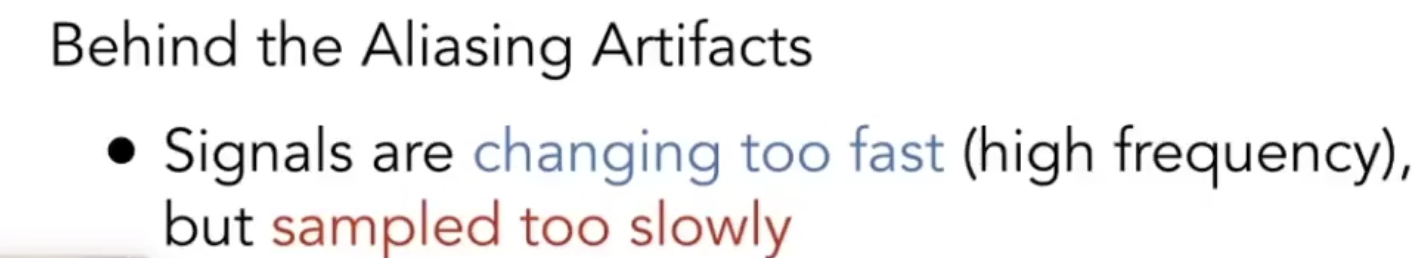 Behind the Aliasing Artifacts
● Signals are changing too fast (high frequency),
but sampled too slowly